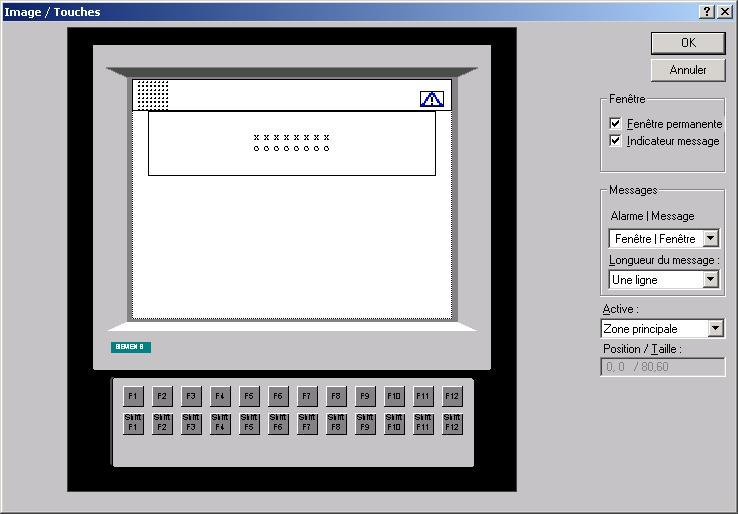 Image / Touches
OK
Annuler
Fenêtre
Fenêtre permanente
Indicateur message
x x x x x x x x
o o o o o o o o
Messages
Alarme | Message
Fenêtre | Fenêtre
Longueur du message :
Une ligne
Active :
Zone principale
Position / Taille :
0, 0 / 80,60
SIEMENS
F1 F2 F3 F4 F5 F6 F7 F8 F9 F10 F11 F12
Shift Shift Shift Shift Shift Shift Shift Shift Shift Shift Shift Shift
F1 F2 F3 F4 F5 F6 F7 F8 F9 F10 F11 F12